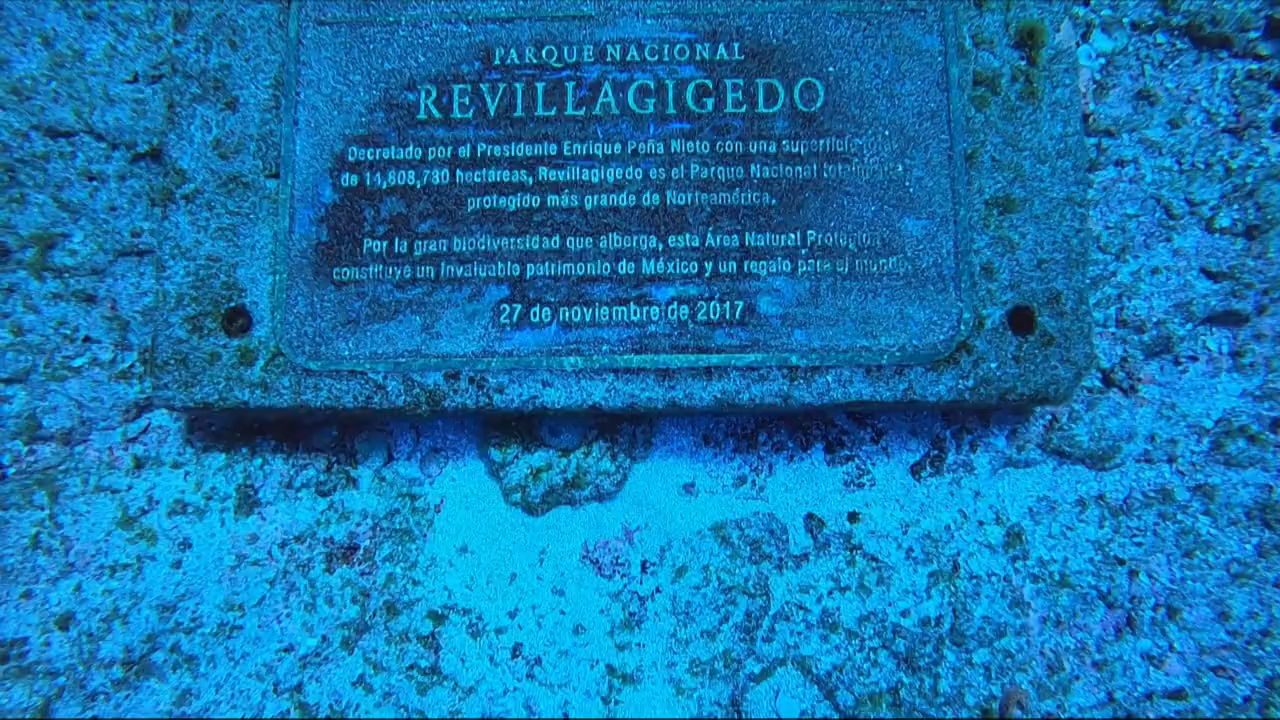 PARQUE NACIONAL
REVILLAGIGEDO
Decretado por el Presidente Enrique Peña Nieto con una superficie
de 14,808,780 hectáreas, Revillagigedo es el Parque Nacional totalmente
protegido más grande de Norteamérica.
Por la gran biodiversidad que alberga, esta Área Natural Protegida
constituye un invaluable patrimonio de México y un regalo para el mundo.
27 de noviembre de 2017